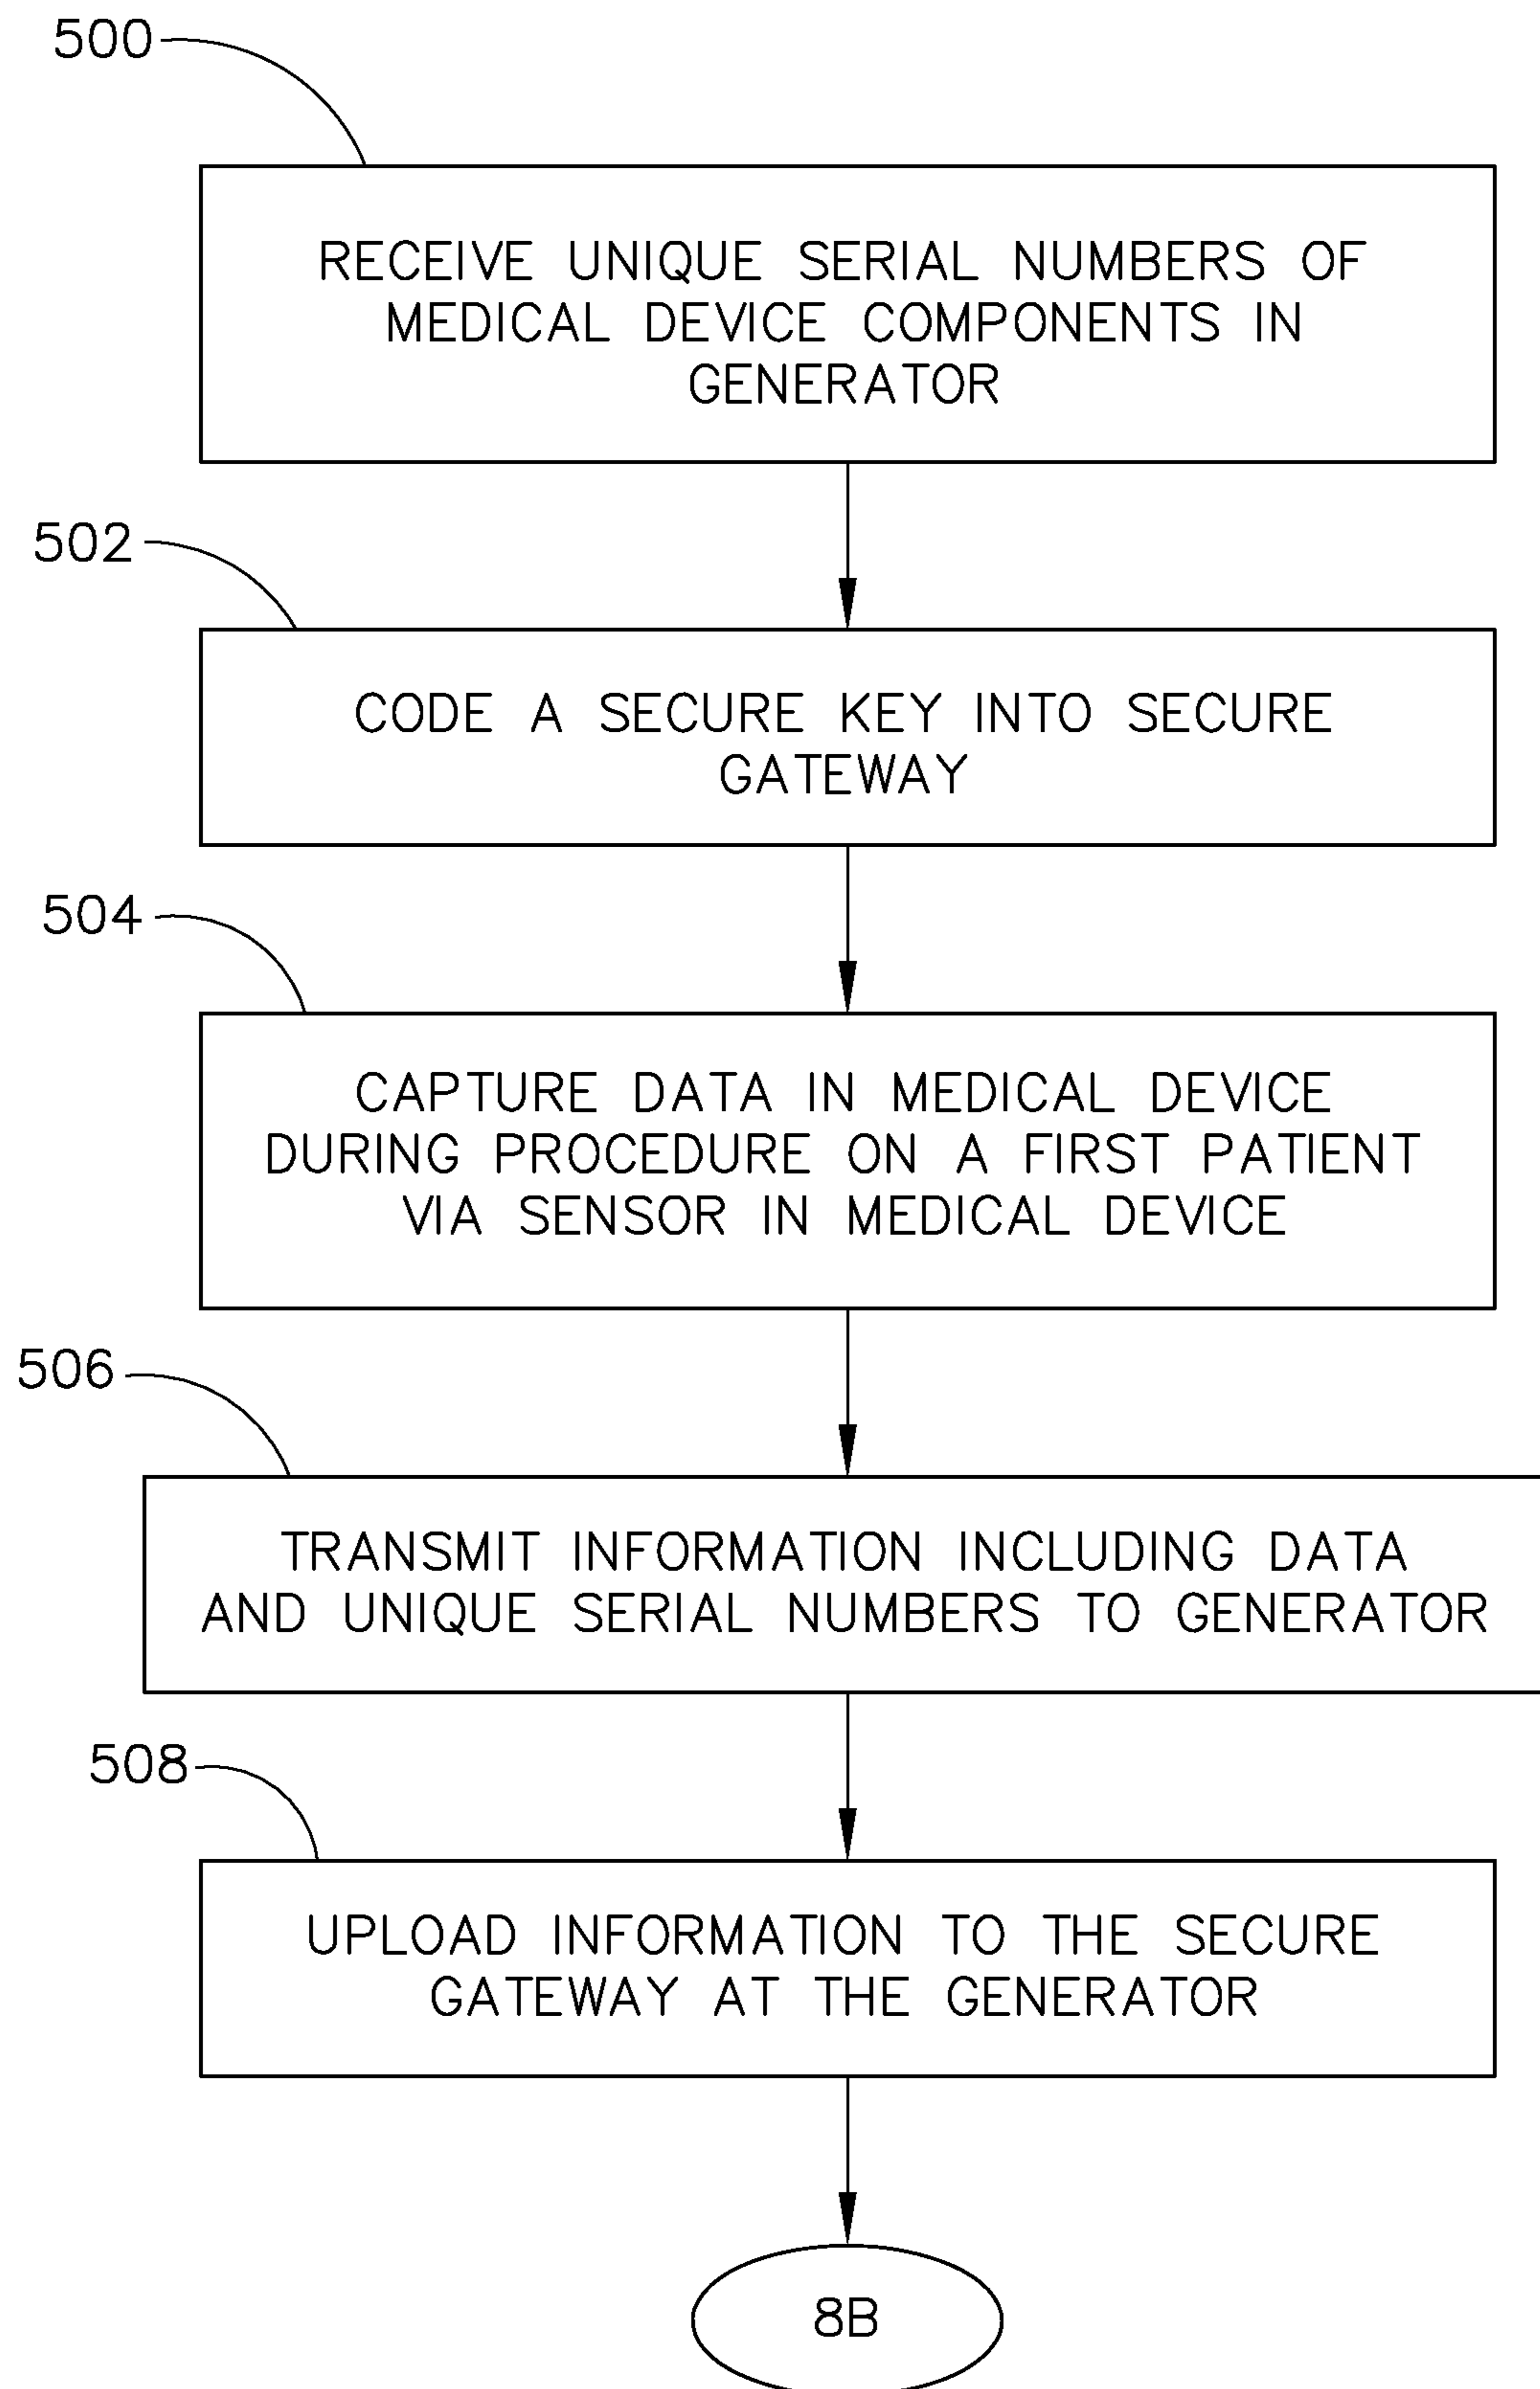 500
RECEIVE UNIQUE SERIAL NUMBERS OF
MEDICAL DEVICE COMPONENTS IN
GENERATOR
502
CODE A SECURE KEY INTO SECURE
GATEWAY
504
CAPTURE DATA IN MEDICAL DEVICE
DURING PROCEDURE ON A FIRST PATIENT
VIA SENSOR IN MEDICAL DEVICE
506
TRANSMIT INFORMATION INCLUDING DATA
AND UNIQUE SERIAL NUMBERS TO GENERATOR
508
UPLOAD INFORMATION TO THE SECURE
GATEWAY AT THE GENERATOR
8B